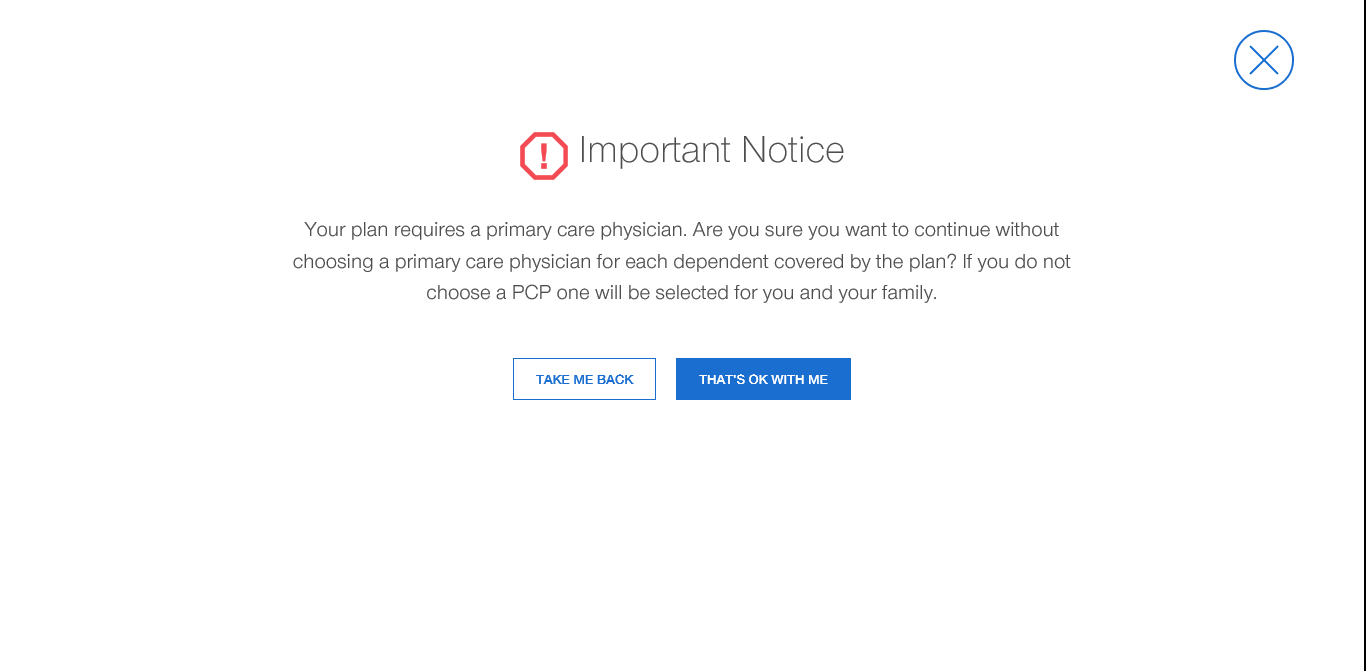 Important Notice
Your plan requires a primary care physician. Are you sure you want to continue without
choosing a primary care physician for each dependent covered by the plan? If you do not
choose a PCP one will be selected for you and your family.
TAKE ME BACK
THAT'S OK WITH ME